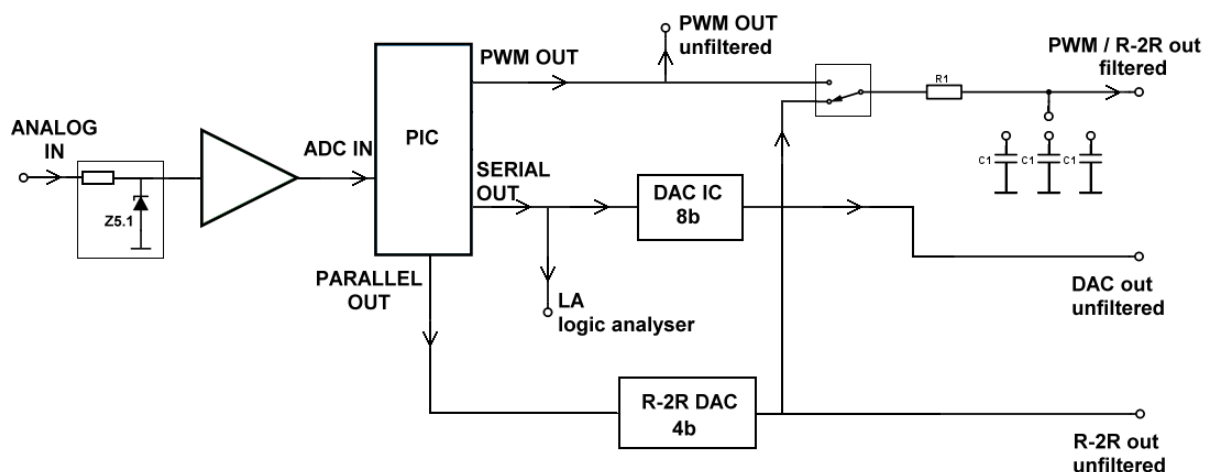 PWM OUT
unfiltered
PWM / R-2R out
filtered
PWM OUT
R1
ANALOG
IN
ADC IN
PIC
SERIAL
OUT
C1
C1
C1
DAC IC
8b
Z5.1
PARALLEL
OUT
LA
logic analyser
DAC out
unfiltered
R-2R DAC
4b
R-2R out
unfiltered